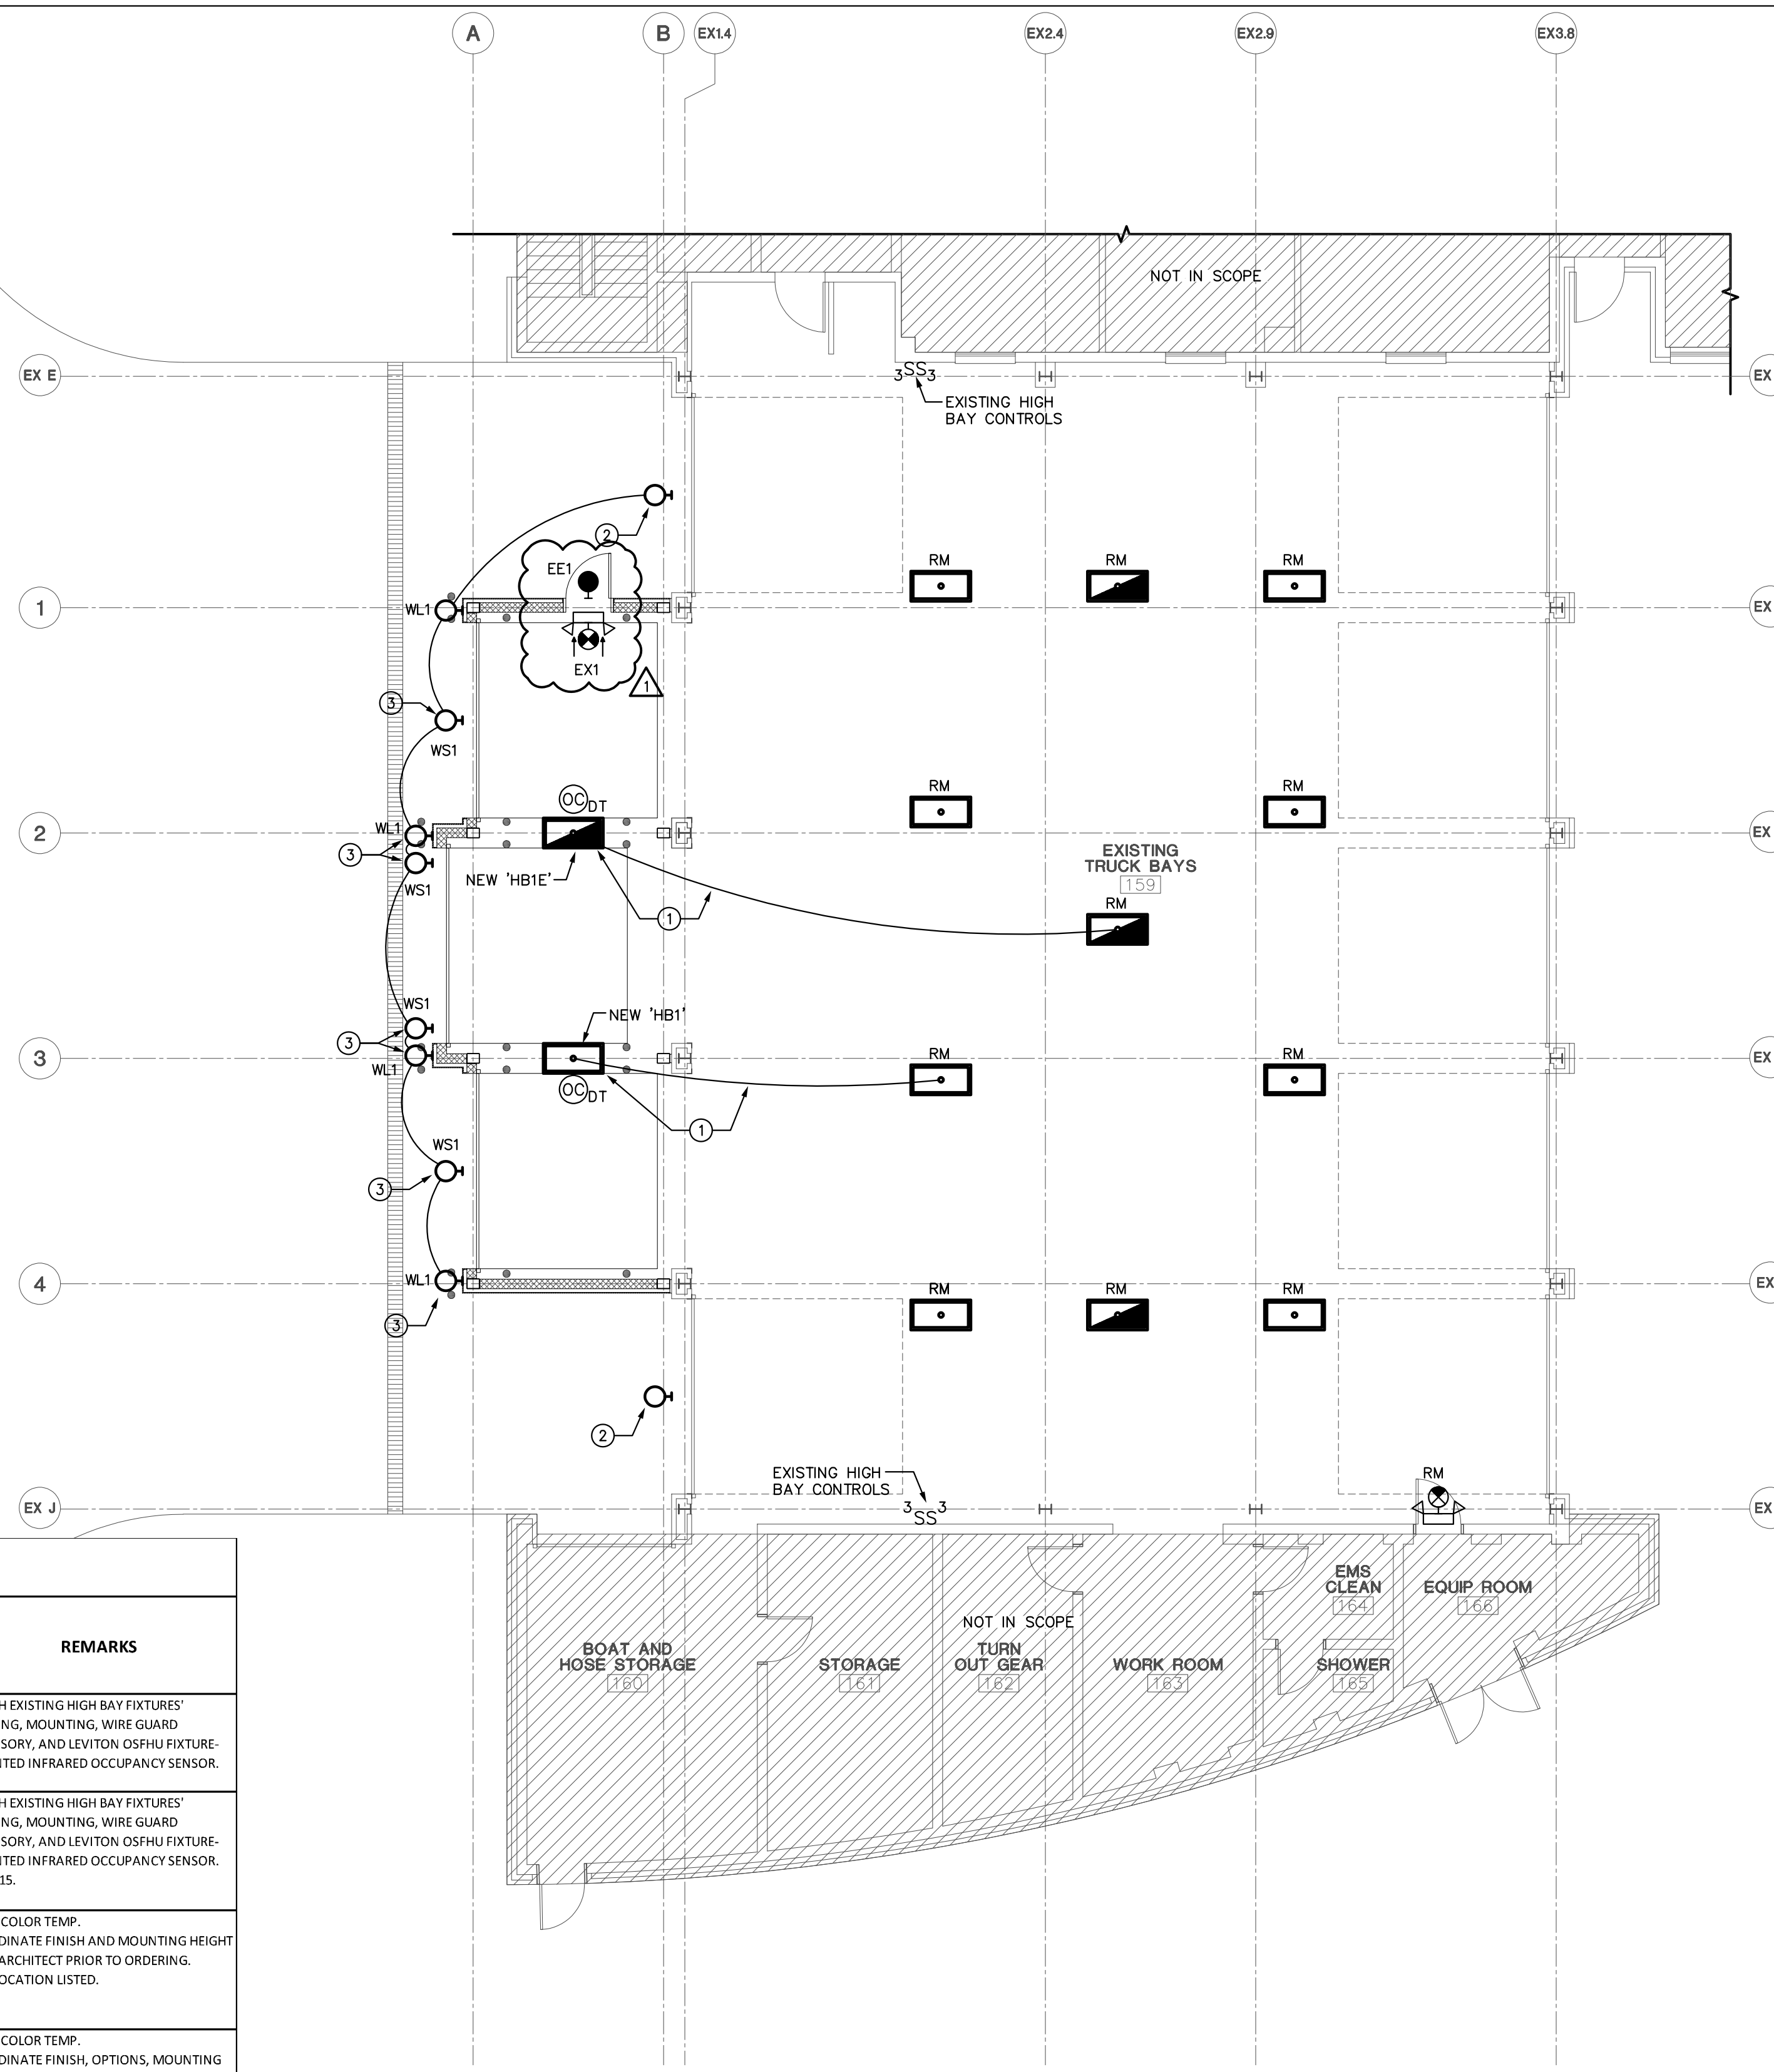 A
B
EX1.4
EX2.4
EX2.9
EX3.8
NOT IN SCOPE
EX E
EX
3SS3
EXISTING HIGH
BAY CONTROLS
2
EE1
RM
RM
RM
1
WL1
EX
EX1
1
3
WS1
RM
RM
OC DT
2
WL1
EX
3
EXISTING
TRUCK BAYS
159
NEW 'HB1E'
WS1
RM
1
WS1
NEW 'HB1'
3
RM
RM
3
WL1
EX
OC DT
1
WS1
3
4
WL1
EX
RM
RM
RM
3
2
EXISTING HIGH
BAY CONTROLS
RM
EX J
3SS3
EX
EMS
CLEAN
164
EQUIP ROOM
166
NOT IN SCOPE
BOAT AND
HOSE STORAGE
160
STORAGE
161
TURN
OUT GEAR
162
WORK ROOM
163
SHOWER
165
REMARKS
H EXISTING HIGH BAY FIXTURES'
NG, MOUNTING, WIRE GUARD
SORY, AND LEVITON OSFHU FIXTURE-
NTED INFRARED OCCUPANCY SENSOR.
H EXISTING HIGH BAY FIXTURES'
NG, MOUNTING, WIRE GUARD
SORY, AND LEVITON OSFHU FIXTURE-
NTED INFRARED OCCUPANCY SENSOR.
15.
COLOR TEMP.
DINATE FINISH AND MOUNTING HEIGHT
ARCHITECT PRIOR TO ORDERING.
OCATION LISTED.
COLOR TEMP.
DINATE FINISH, OPTIONS, MOUNTING